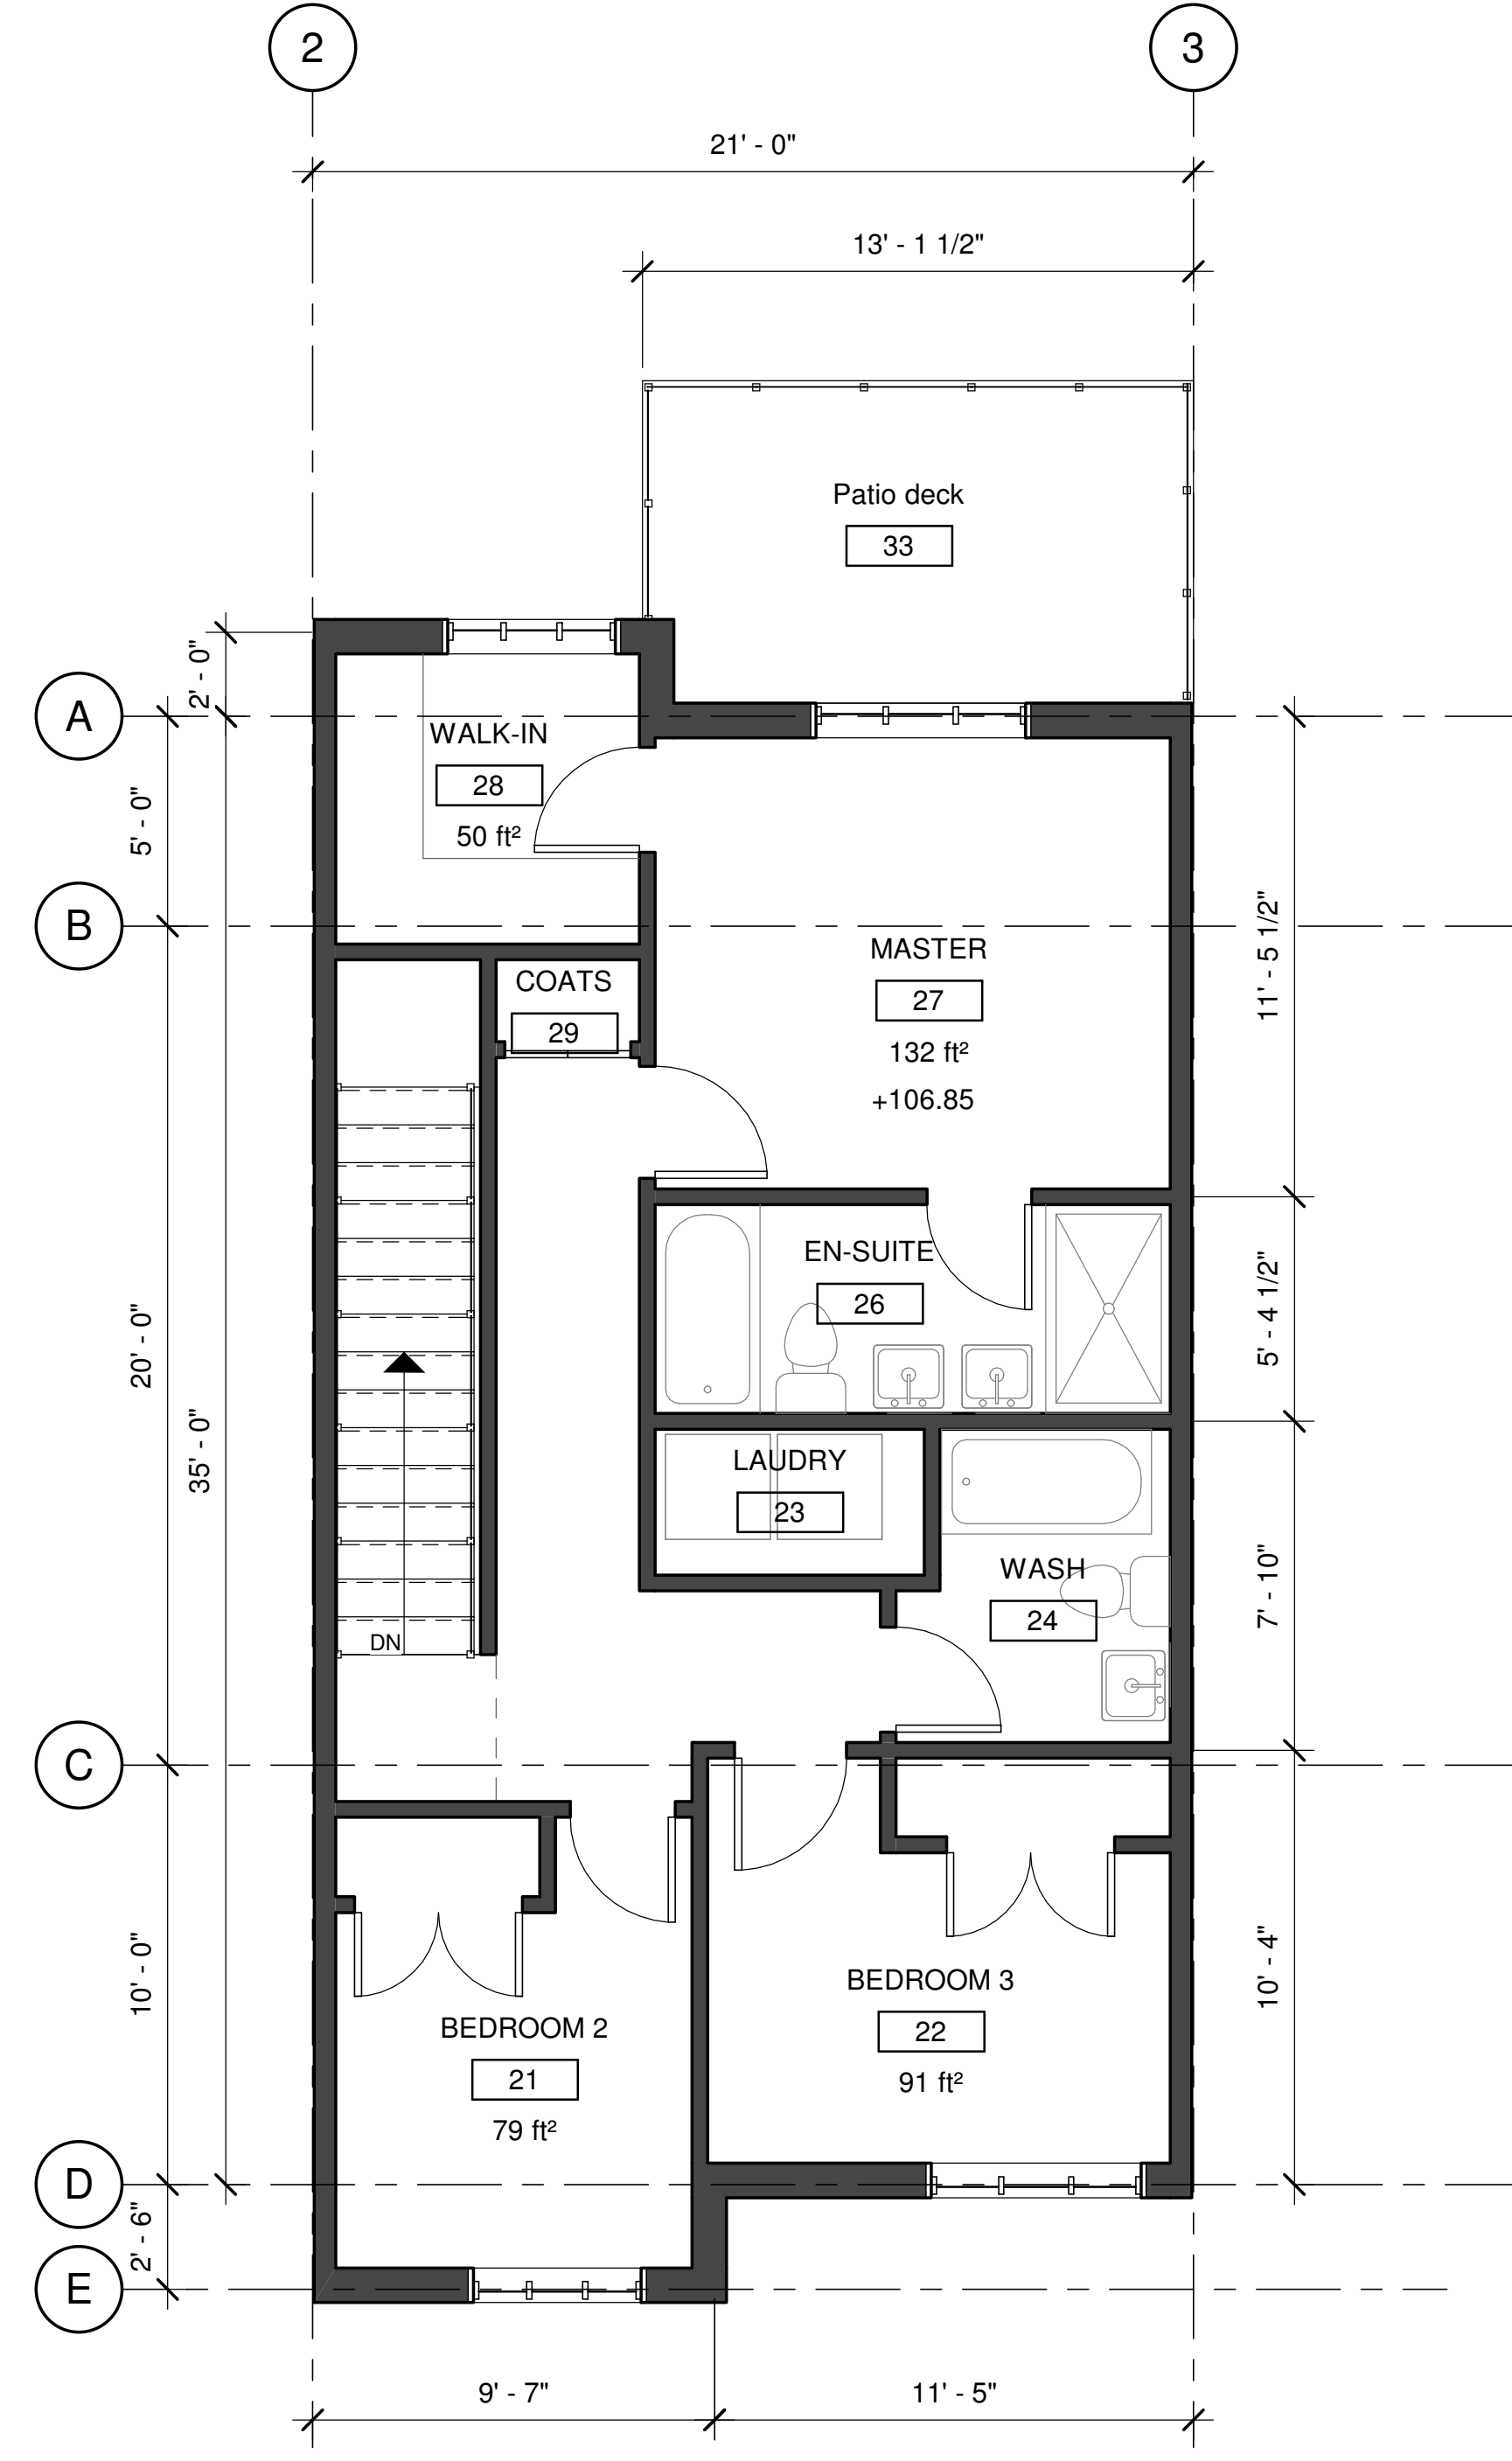 2
3
21' - 0"
13' - 1 1/2"
Patio deck
33
2' - 0"
A
WALK-IN
28
50 ft²
5' - 0"
B
COATS
29
MASTER
27
132 ft²
+106.85
11' - 5 1/2"
EN-SUITE
26
5' - 4 1/2"
20' - 0"
35' - 0"
LAUDRY
23
WASH
24
7' - 10"
DN
C
10' - 0"
BEDROOM 2
21
79 ft²
BEDROOM 3
22
91 ft²
10' - 4"
D
2' - 6"
E
9' - 7"
11' - 5"